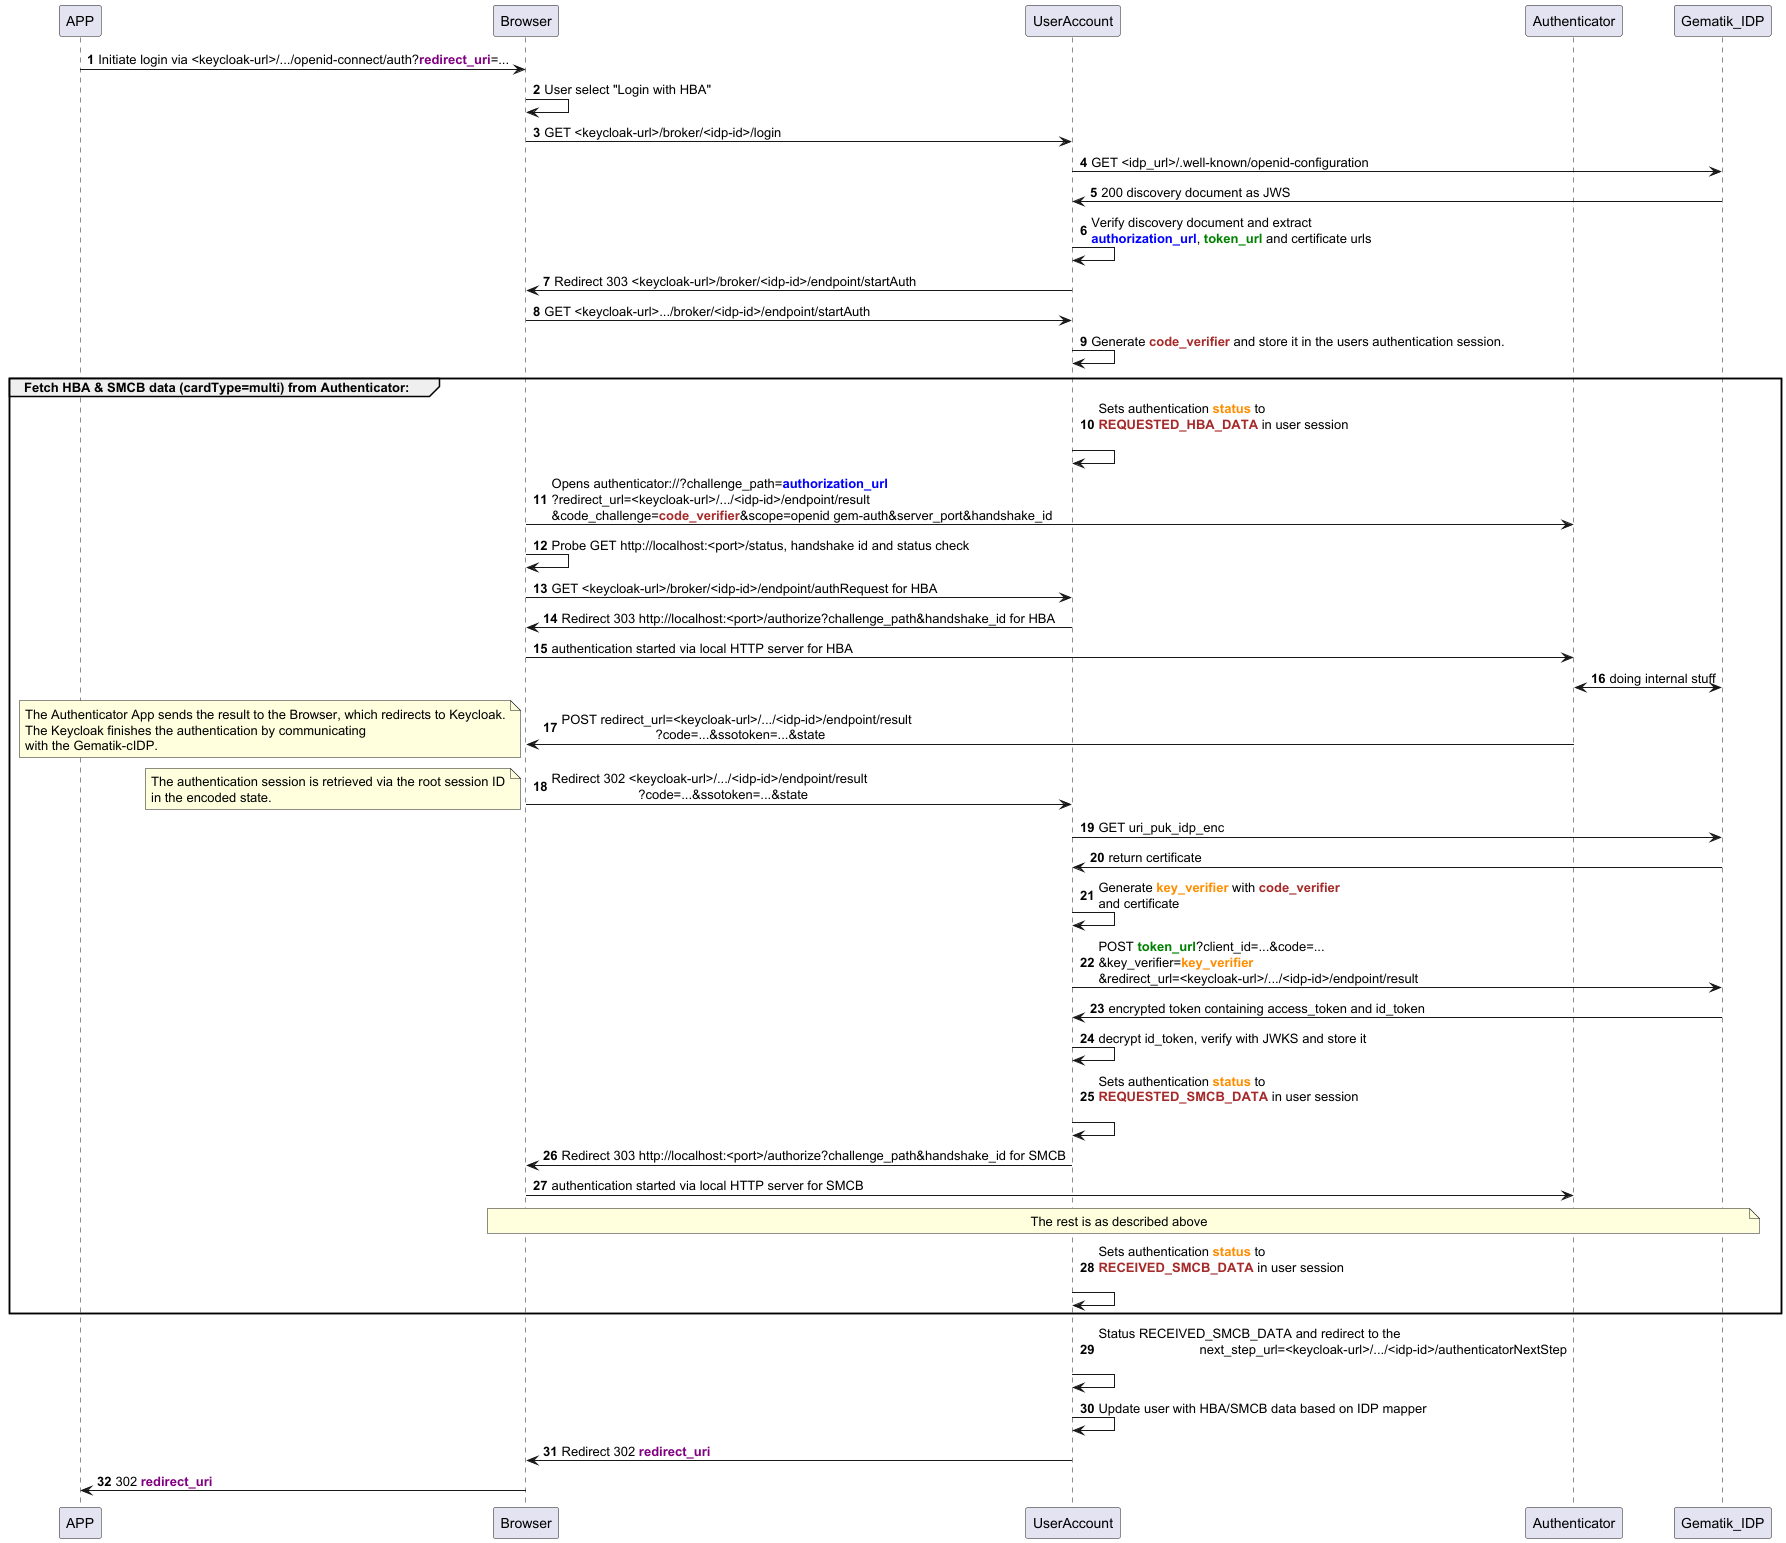 APP
Browser
UserAccount
Authenticator
Gematik_IDP
1 Initiate login via <keycloak-url>/.../openid-connect/auth?redirect_uri=...
2 User select "Login with HBA"
3 GET <keycloak-url>/broker/<idp-id>/login
4 GET <idp_url>/.well-known/openid-configuration
5 200 discovery document as JWS
6 Verify discovery document and extract
authorization_url, token_url and certificate urls
7 Redirect 303 <keycloak-url>/broker/<idp-id>/endpoint/startAuth
8 GET <keycloak-url>.../broker/<idp-id>/endpoint/startAuth
9 Generate code_verifier and store it in the users authentication session.
Fetch HBA & SMCB data (cardType=multi) from Authenticator:
Sets authentication status to
10 REQUESTED_HBA_DATA in user session
Opens authenticator://?challenge_path=authorization_url
11 ?redirect_url=<keycloak-url>/.../<idp-id>/endpoint/result
&code_challenge=code_verifier&scope=openid gem-auth&server_port&handshake_id
12 Probe GET http://localhost:<port>/status, handshake id and status check
13 GET <keycloak-url>/broker/<idp-id>/endpoint/authRequest for HBA
14 Redirect 303 http://localhost:<port>/authorize?challenge_path&handshake_id for HBA
15 authentication started via local HTTP server for HBA
16 doing internal stuff
The Authenticator App sends the result to the Browser, which redirects to Keycloak.
The Keycloak finishes the authentication by communicating
with the Gematik-cIDP.
17 POST redirect_url=<keycloak-url>/.../<idp-id>/endpoint/result
?code=...&ssotoken=...&state
The authentication session is retrieved via the root session ID
in the encoded state.
18 Redirect 302 <keycloak-url>/.../<idp-id>/endpoint/result
?code=...&ssotoken=...&state
19 GET uri_puk_idp_enc
20 return certificate
21 Generate key_verifier with code_verifier
and certificate
POST token_url?client_id=...&code=...
22 &key_verifier=key_verifier
&redirect_url=<keycloak-url>/.../<idp-id>/endpoint/result
23 encrypted token containing access_token and id_token
24 decrypt id_token, verify with JWKS and store it
Sets authentication status to
25 REQUESTED_SMCB_DATA in user session
26 Redirect 303 http://localhost:<port>/authorize?challenge_path&handshake_id for SMCB
27 authentication started via local HTTP server for SMCB
The rest is as described above
Sets authentication status to
28 RECEIVED_SMCB_DATA in user session
Status RECEIVED_SMCB_DATA and redirect to the
29 next_step_url=<keycloak-url>/.../<idp-id>/authenticatorNextStep
30 Update user with HBA/SMCB data based on IDP mapper
31 Redirect 302 redirect_uri
32 302 redirect_uri
APP
Browser
UserAccount
Authenticator
Gematik_IDP